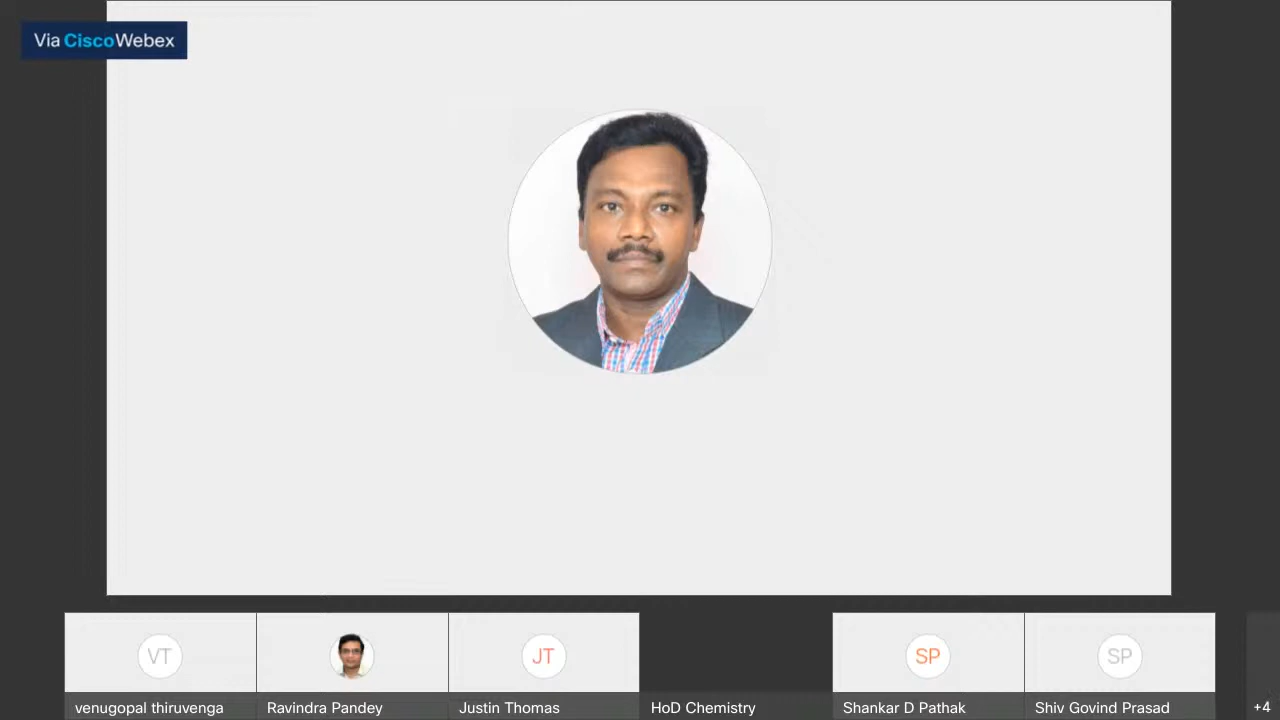 Via CiscoWebex
VT
JT
SP
SP
venugopal thiruvenga
Ravindra Pandey
Justin Thomas
HoD Chemistry
Shankar D Pathak
Shiv Govind Prasad
+4